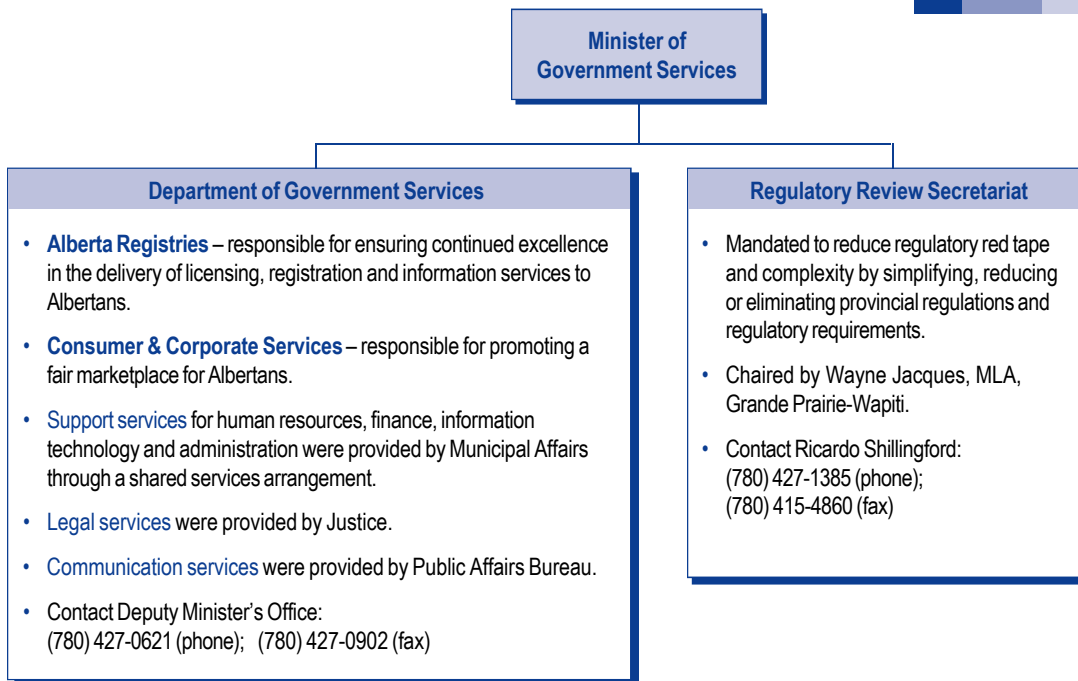 Minister of
Government Services
Department of Government Services
• Alberta Registries – responsible for ensuring continued excellence
in the delivery of licensing, registration and information services to
Albertans.
• Consumer & Corporate Services – responsible for promoting a
fair marketplace for Albertans.
• Support services for human resources, finance, information
technology and administration were provided by Municipal Affairs
through a shared services arrangement.
• Legal services were provided by Justice.
• Communication services were provided by Public Affairs Bureau.
• Contact Deputy Minister’s Office:
(780) 427-0621 (phone); (780) 427-0902 (fax)
Regulatory Review Secretariat
• Mandated to reduce regulatory red tape
and complexity by simplifying, reducing
or eliminating provincial regulations and
regulatory requirements.
• Chaired by Wayne Jacques, MLA,
Grande Prairie-Wapiti.
• Contact Ricardo Shillingford:
(780) 427-1385 (phone);
(780) 415-4860 (fax)